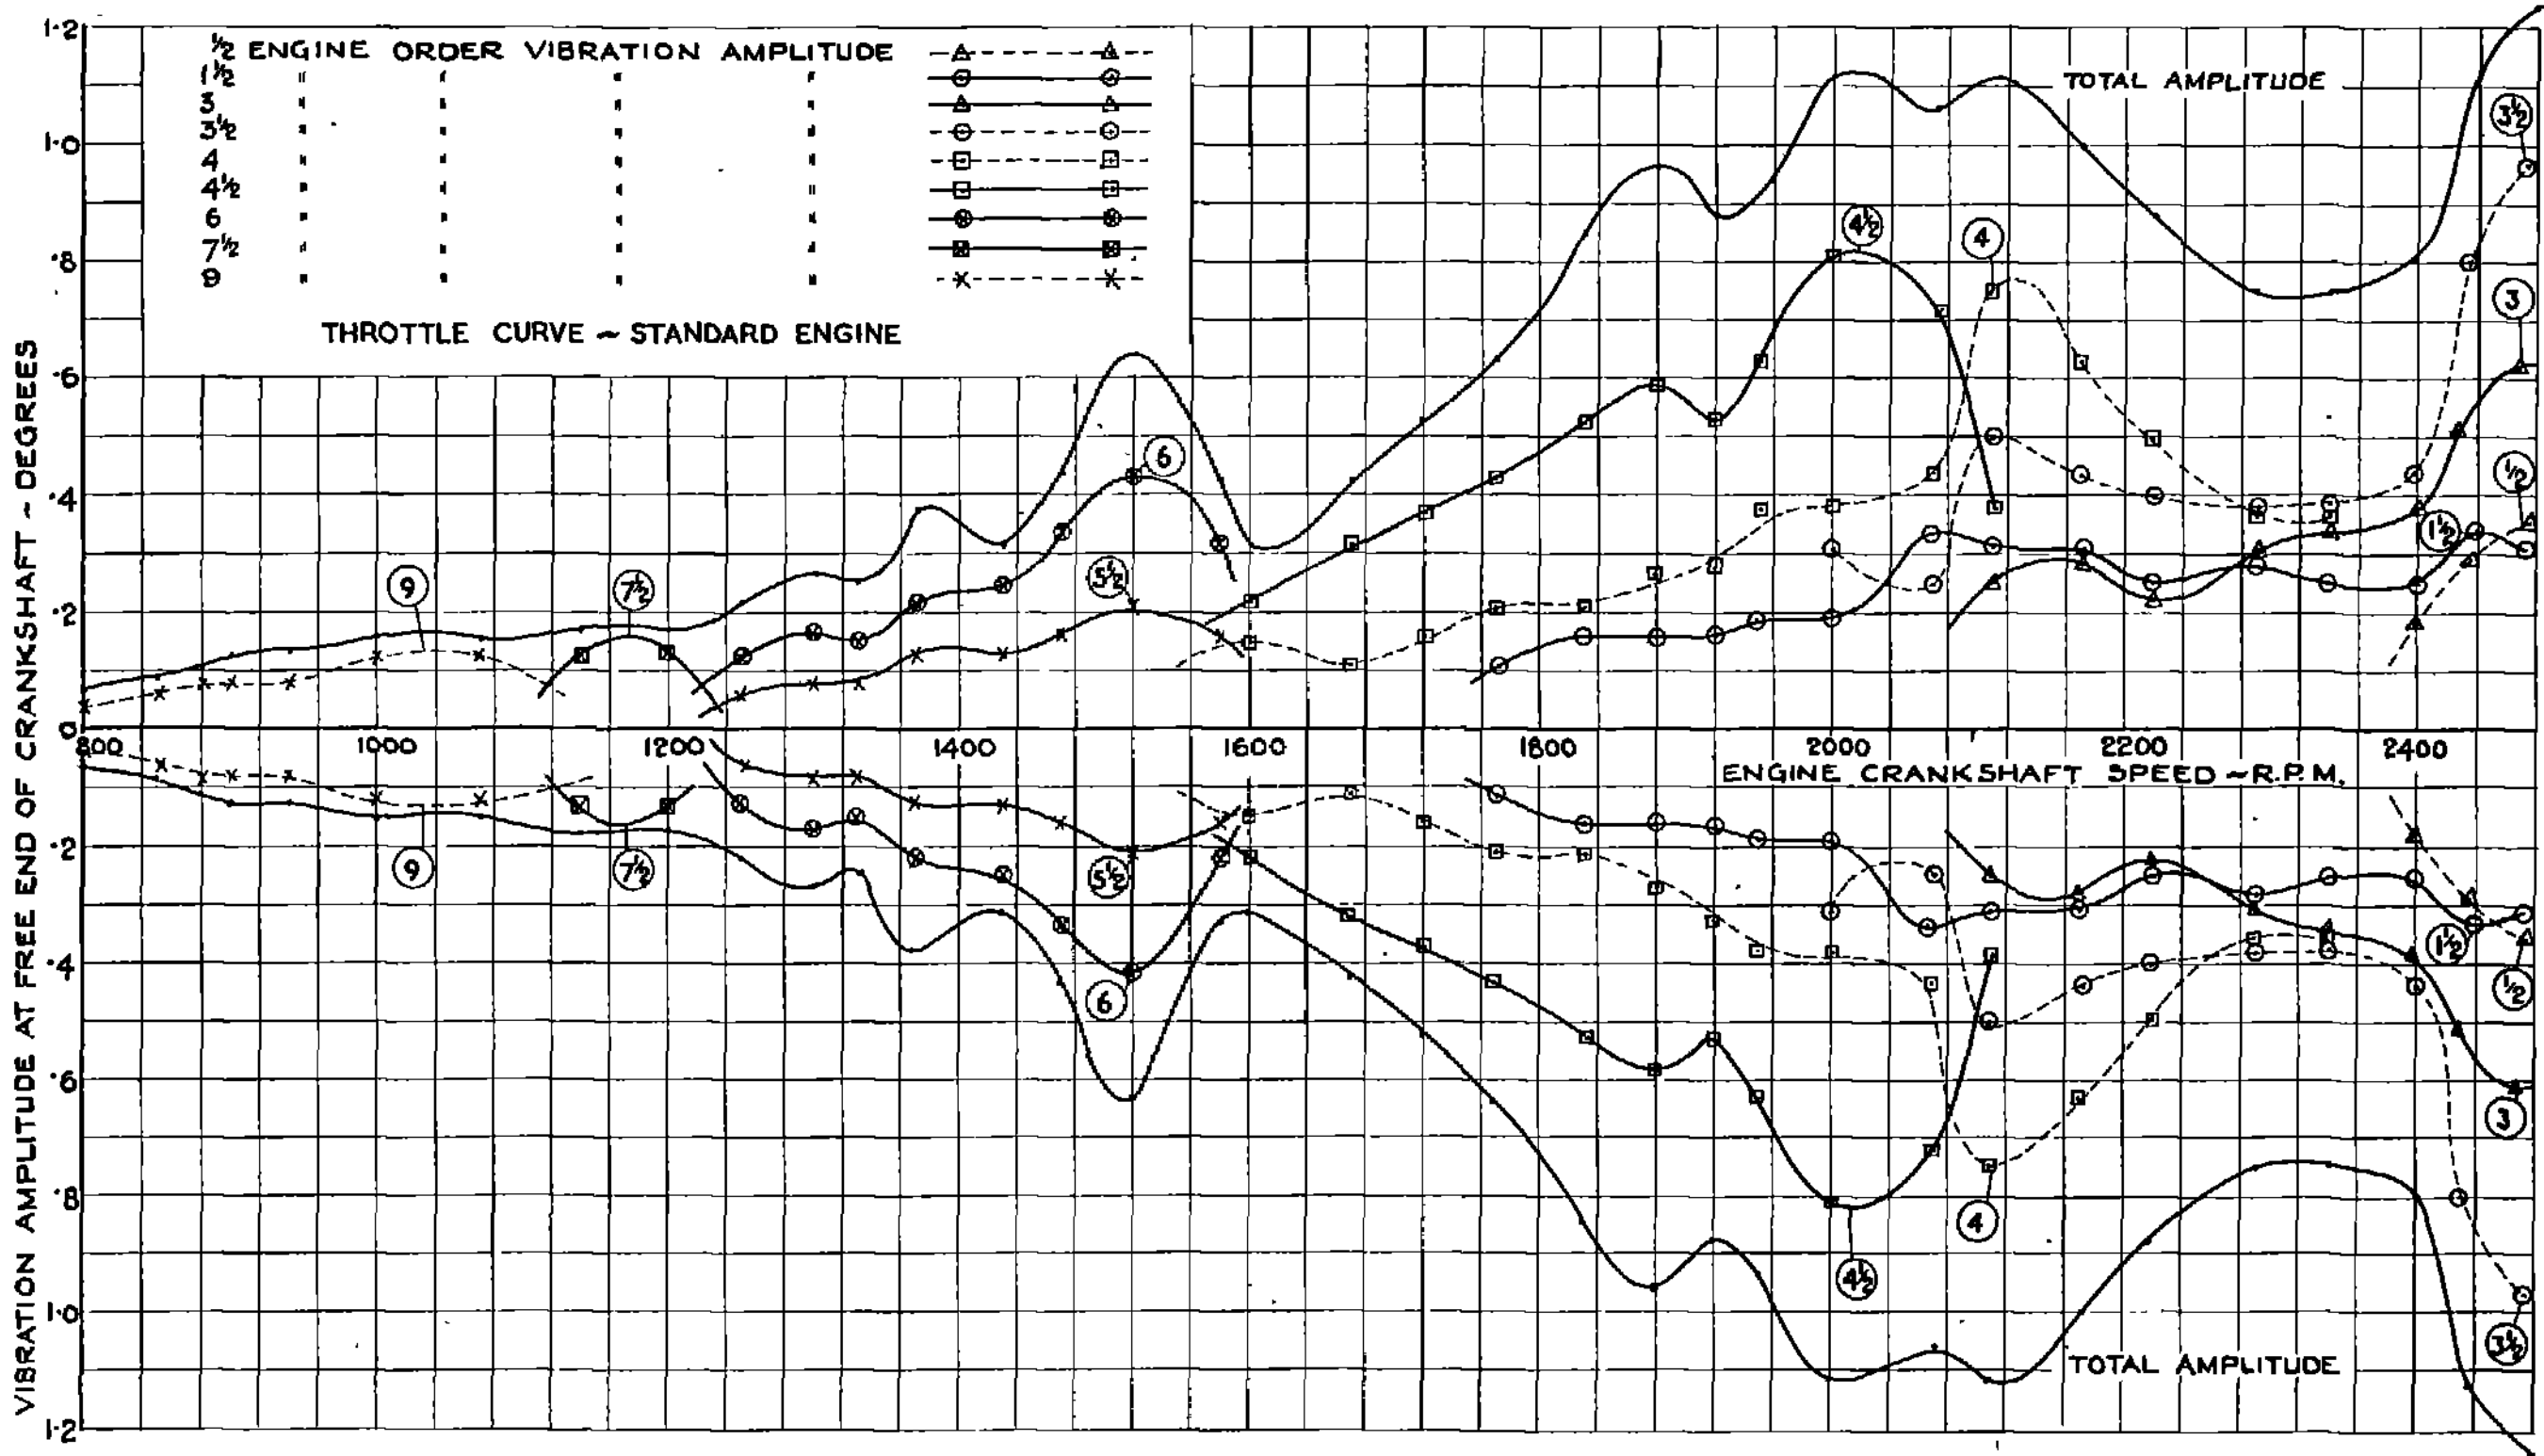 1·2
1·0
·8
·6
·4
·2
0
·2
·4
·6
·8
1·0
1·2
VIBRATION AMPLITUDE AT FREE END OF CRANKSHAFT ~ DEGREES
½ ENGINE ORDER VIBRATION AMPLITUDE
1½ " " " "
3 " " " "
3½ " " " "
4 " " " "
4½ " " " "
6 " " " "
7½ " " " "
9 " " " "
THROTTLE CURVE ~ STANDARD ENGINE
TOTAL AMPLITUDE
3½
4½
4
3
6
½
1½
5½
9
7½
800 1000 1200 1400 1600 1800 2000 2200 2400
ENGINE CRANKSHAFT SPEED ~ R.P.M.
9
7½
5½
6
1½
½
3
4
4½
3½
TOTAL AMPLITUDE